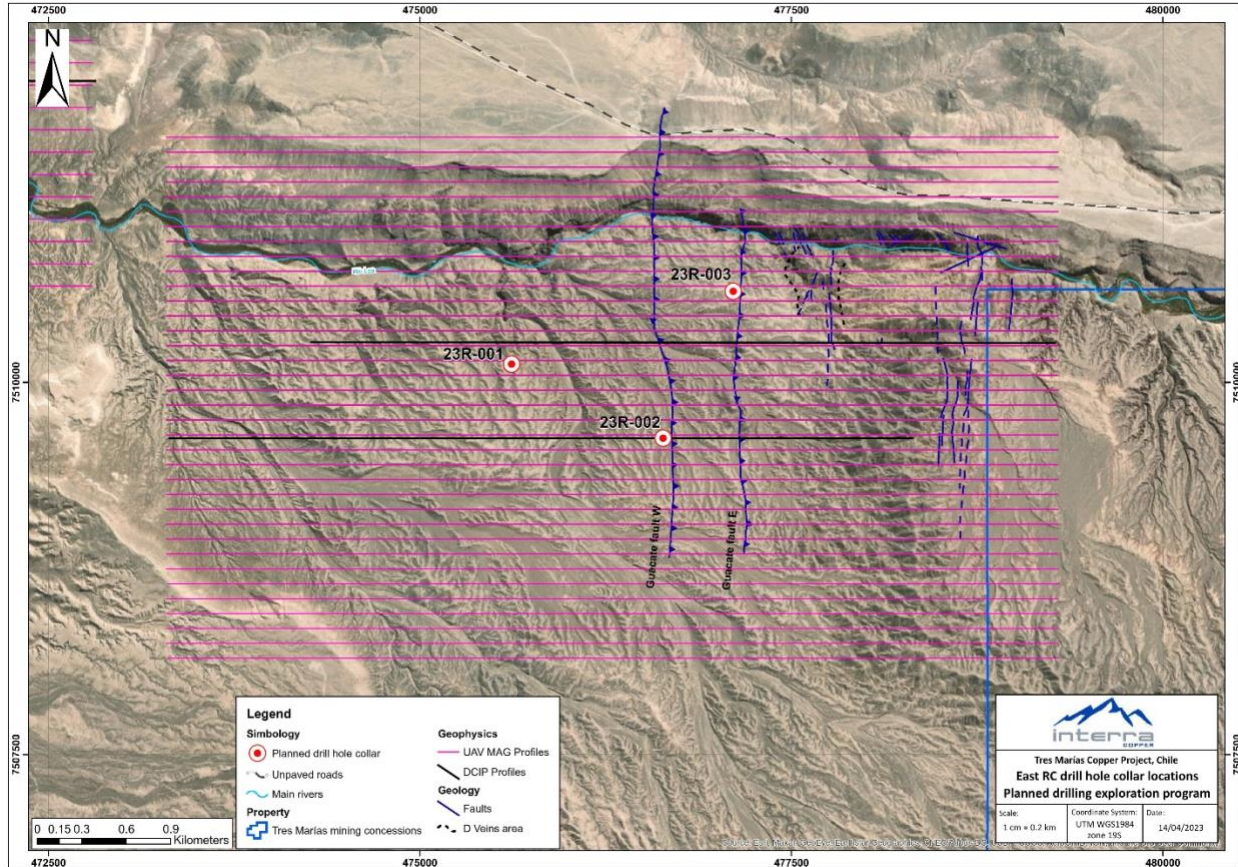 472500 475000 477500 480000
N
23R-003
23R-001
23R-002
7510000 7510000
Guacate fault W
Guacate fault E
7507500 7507500
Legend
Simbology
Planned drill hole collar
Unpaved roads
Main rivers
Property
Tres Marías mining concessions
Geophysics
UAV MAG Profiles
DCIP Profiles
Geology
Faults
D Veins area
0 0.15 0.3 0.6 0.9
Kilometers
interra
COPPER
Tres Marías Copper Project, Chile
East RC drill hole collar locations
Planned drilling exploration program
Scale:
1 cm = 0.2 km
Coordinate System:
UTM WGS1984
zone 19S
Date:
14/04/2023
472500 475000 477500 480000